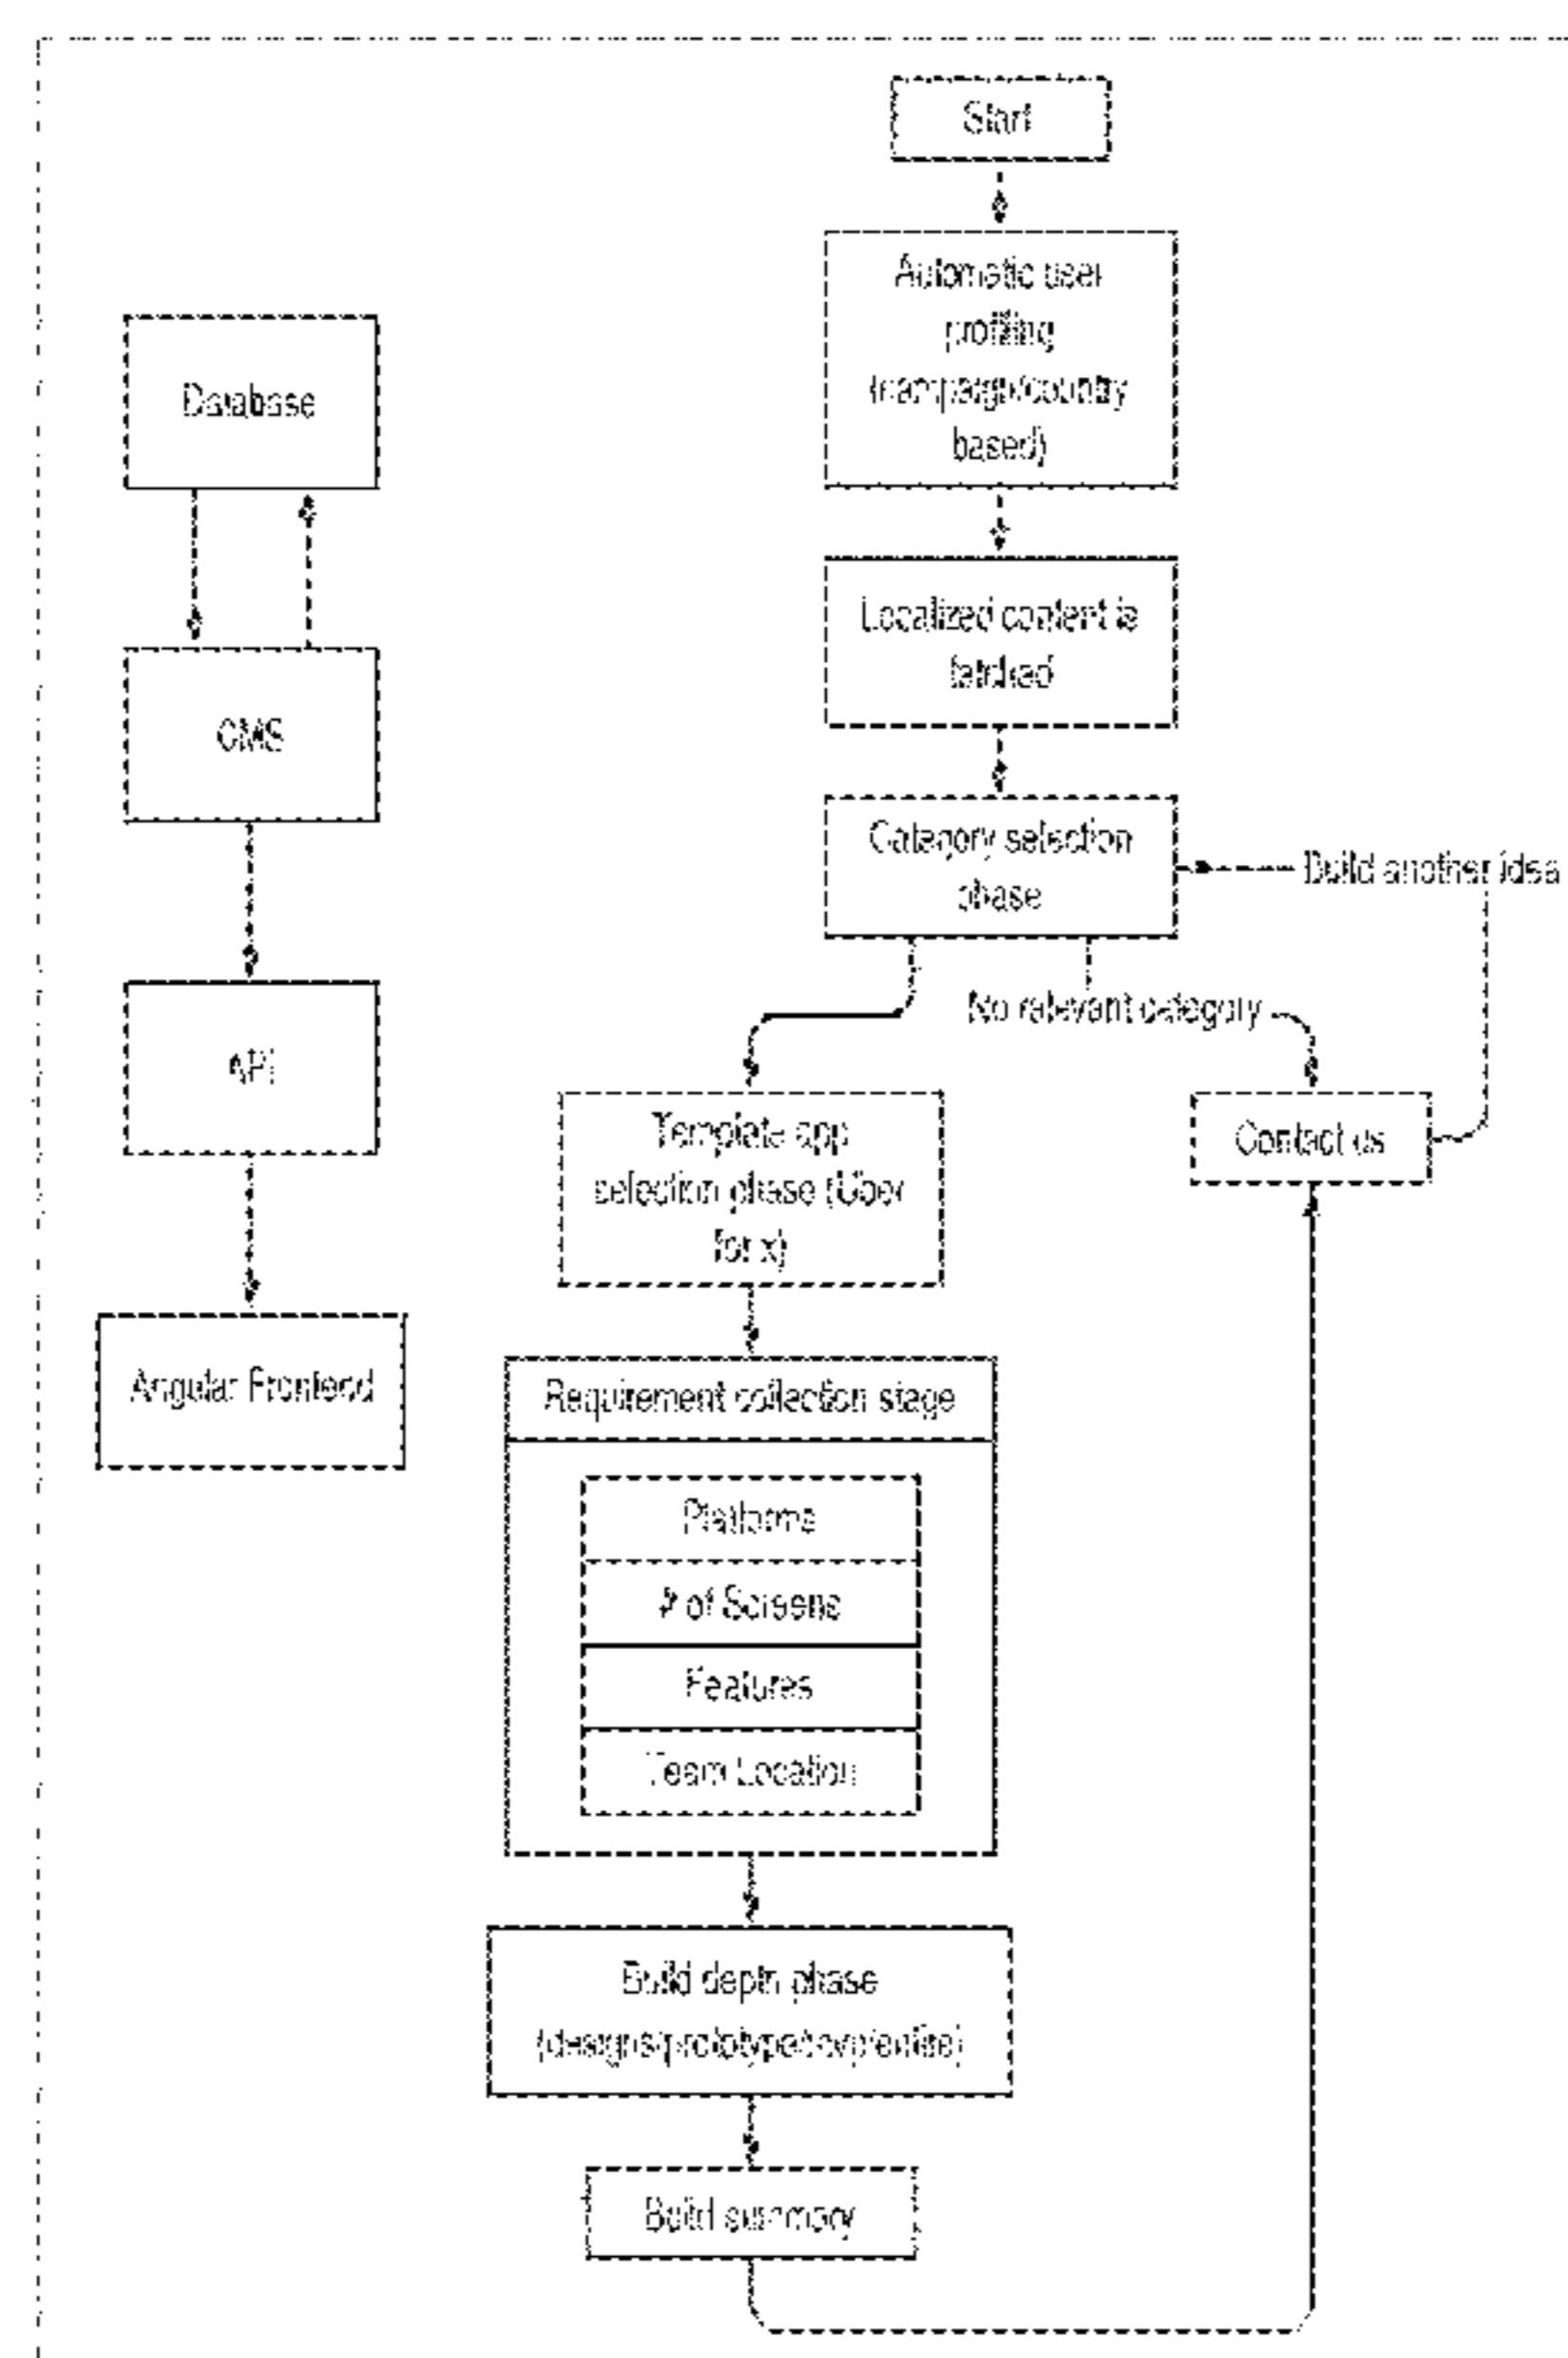 Start
Automatic user
profiling
(campaign/country
based)
Localized content is
fetched
Category selection
phase
Build another idea
No relevant category
Contact us
Template app
selection phase (Uber
for x)
Requirement collection stage
Platforms
# of Screens
Features
Team Location
Build depth phase
(designs/prototype/mvp/entire)
Build summary
Database
CMS
API
Angular Frontend